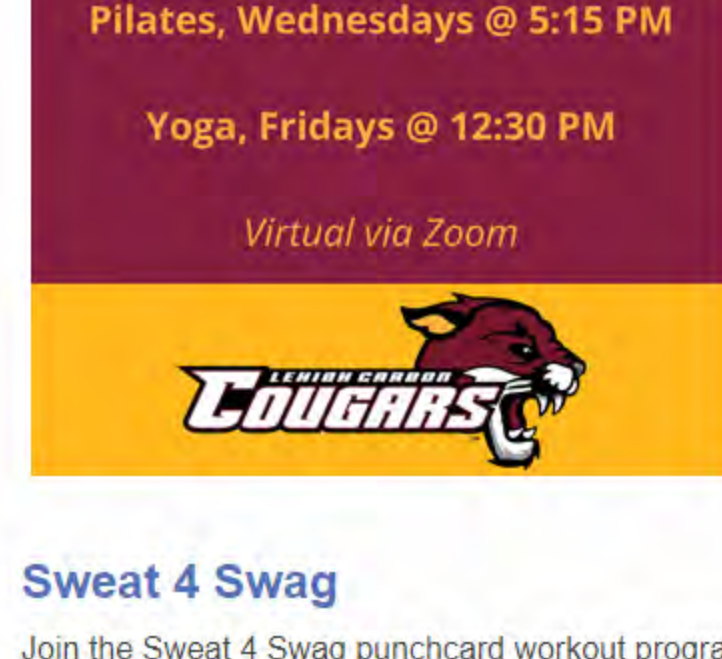 Pilates, Wednesdays @ 5:15 PM
Yoga, Fridays @ 12:30 PM
Virtual via Zoom
LEHIGH CARBON
COUGARS
Sweat 4 Swag
Join the Sweat 4 Swag punchcard workout progra